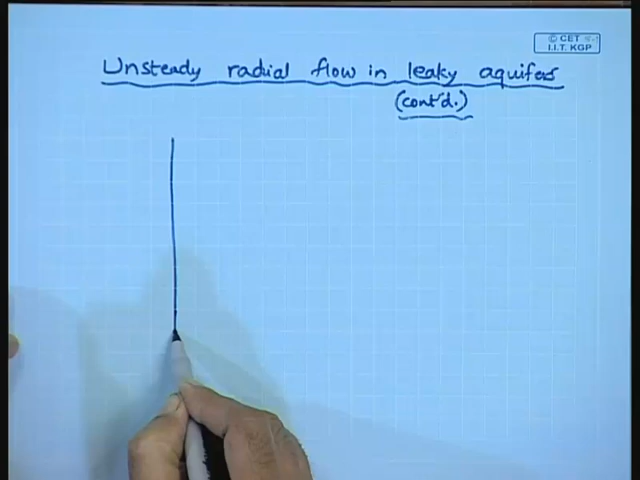 © CET
I.I.T. KGP
Unsteady radial flow in leaky aquifers
(cont'd.)